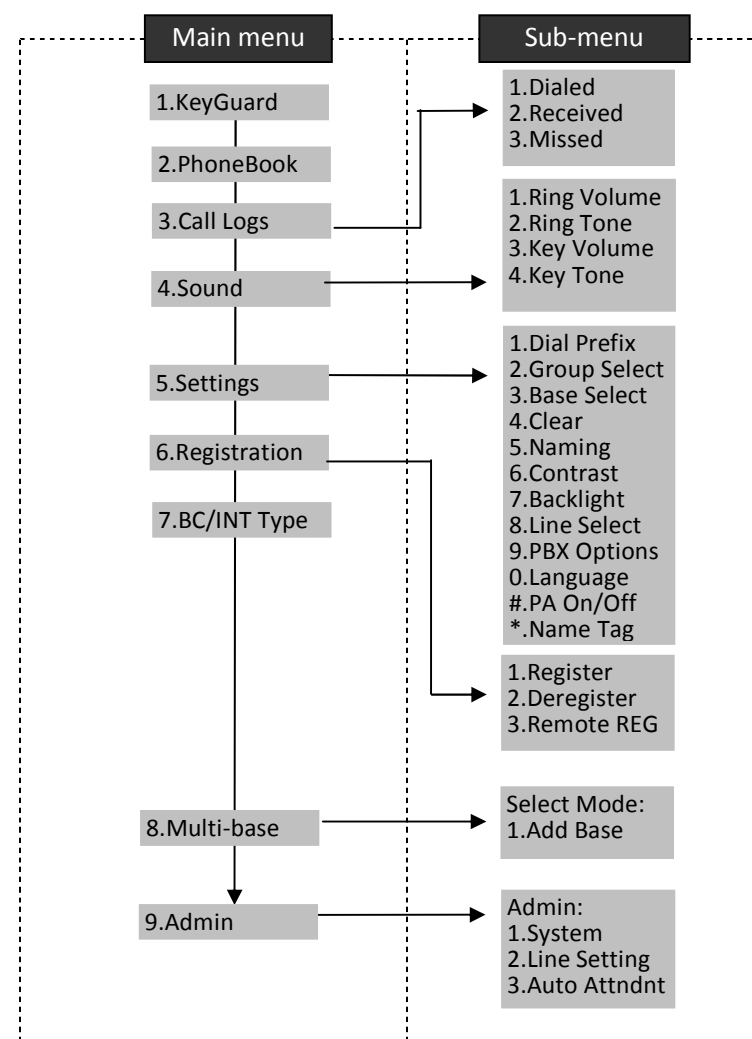 Main menu
Sub-menu
1.KeyGuard
2.PhoneBook
3.Call Logs
4.Sound
5.Settings
6.Registration
7.BC/INT Type
8.Multi-base
9.Admin
1.Dialed
2.Received
3.Missed
1.Ring Volume
2.Ring Tone
3.Key Volume
4.Key Tone
1.Dial Prefix
2.Group Select
3.Base Select
4.Clear
5.Naming
6.Contrast
7.Backlight
8.Line Select
9.PBX Options
0.Language
#.PA On/Off
*.Name Tag
1.Register
2.Deregister
3.Remote REG
Select Mode:
1.Add Base
Admin:
1.System
2.Line Setting
3.Auto Attndnt